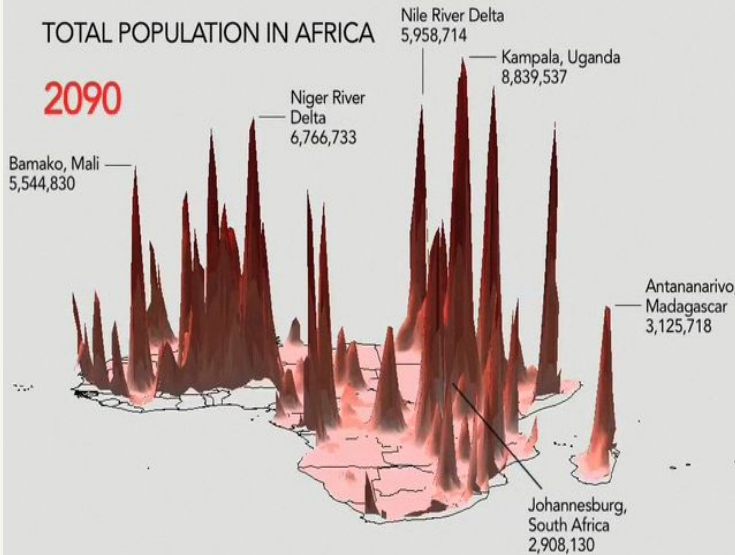 TOTAL POPULATION IN AFRICA
2090
Nile River Delta
5,958,714
Kampala, Uganda
8,839,537
Niger River
Delta
6,766,733
Bamako, Mali
5,544,830
Antananarivo,
Madagascar
3,125,718
Johannesburg,
South Africa
2,908,130